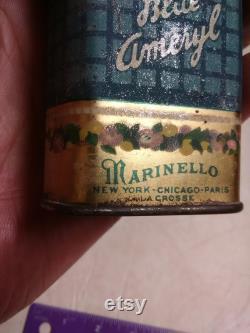 Blue
Ameryl
MARINELLO
NEW YORK - CHICAGO - PARIS
LA CROSSE
Etsy